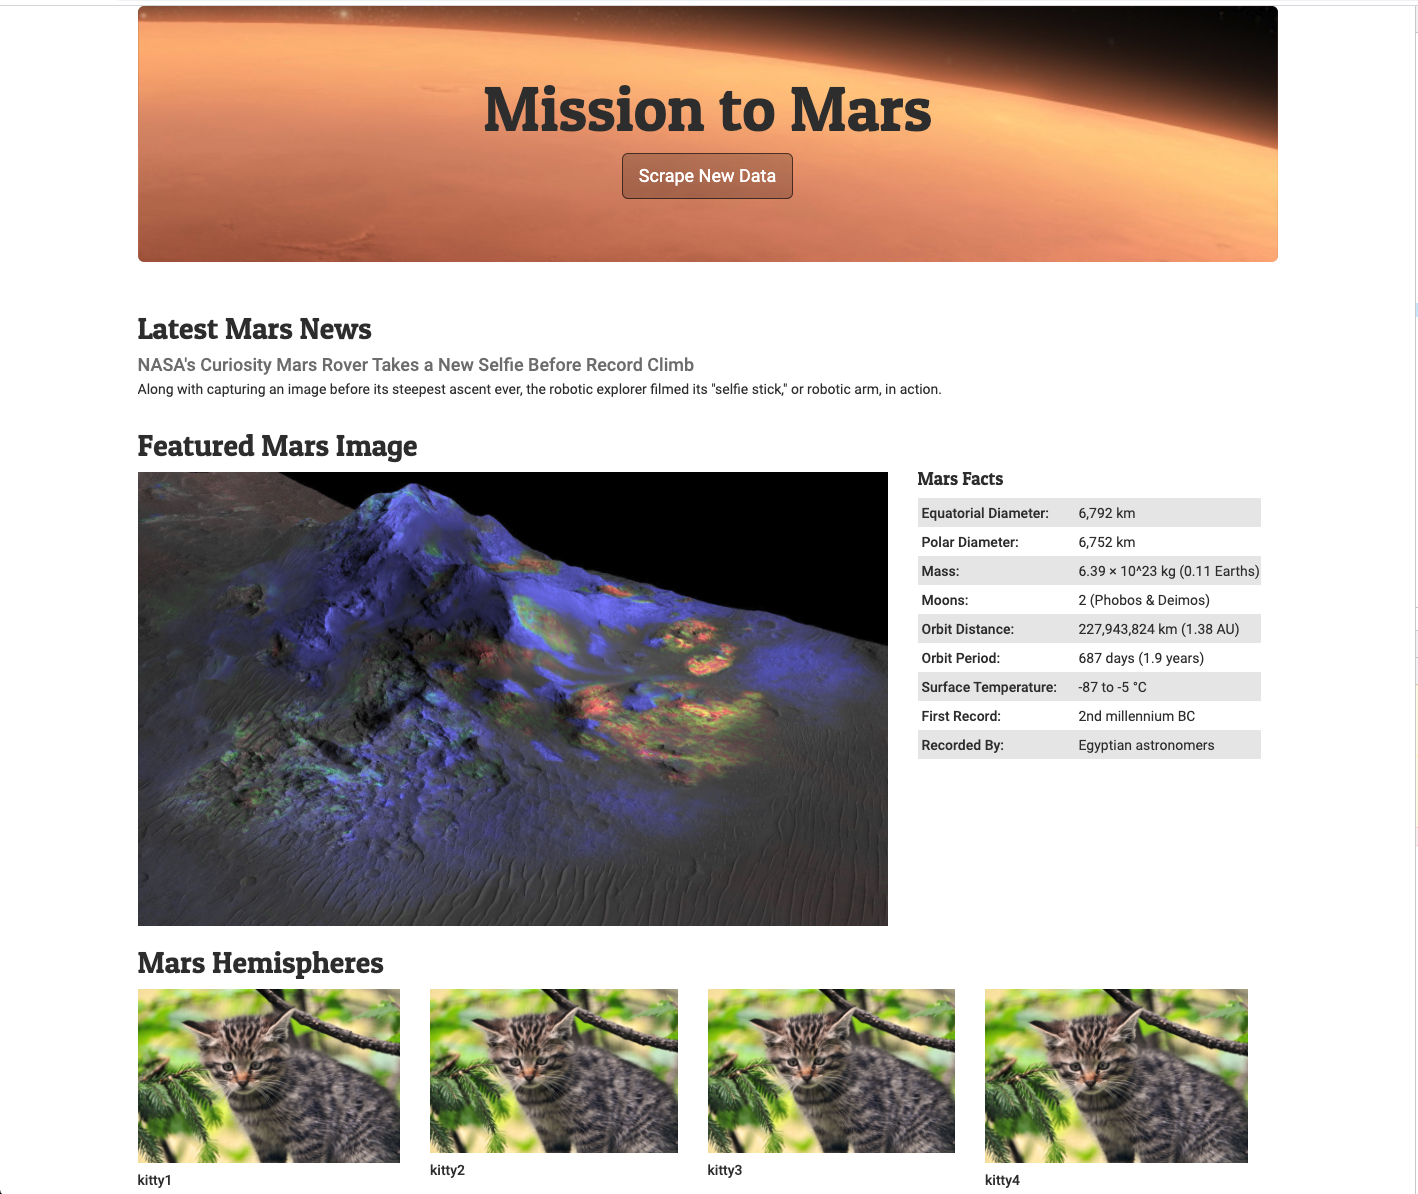 Mission to Mars
Scrape New Data
Latest Mars News
NASA's Curiosity Mars Rover Takes a New Selfie Before Record Climb
Along with capturing an image before its steepest ascent ever, the robotic explorer filmed its "selfie stick," or robotic arm, in action.
Featured Mars Image
Mars Facts
Equatorial Diameter: 6,792 km
Polar Diameter: 6,752 km
Mass: 6.39 × 10^23 kg (0.11 Earths)
Moons: 2 (Phobos & Deimos)
Orbit Distance: 227,943,824 km (1.38 AU)
Orbit Period: 687 days (1.9 years)
Surface Temperature: -87 to -5 °C
First Record: 2nd millennium BC
Recorded By: Egyptian astronomers
Mars Hemispheres
kitty1
kitty2
kitty3
kitty4